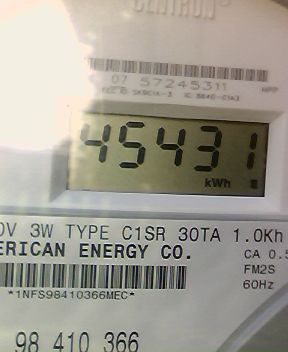 CENTRON®
07 57245311
45431
kWh
0V 3W TYPE C1SR 30TA 1.0Kh
ERICAN ENERGY CO.
CA 0.5
FM2S
*1NFS98410366MEC*
60Hz
98 410 366